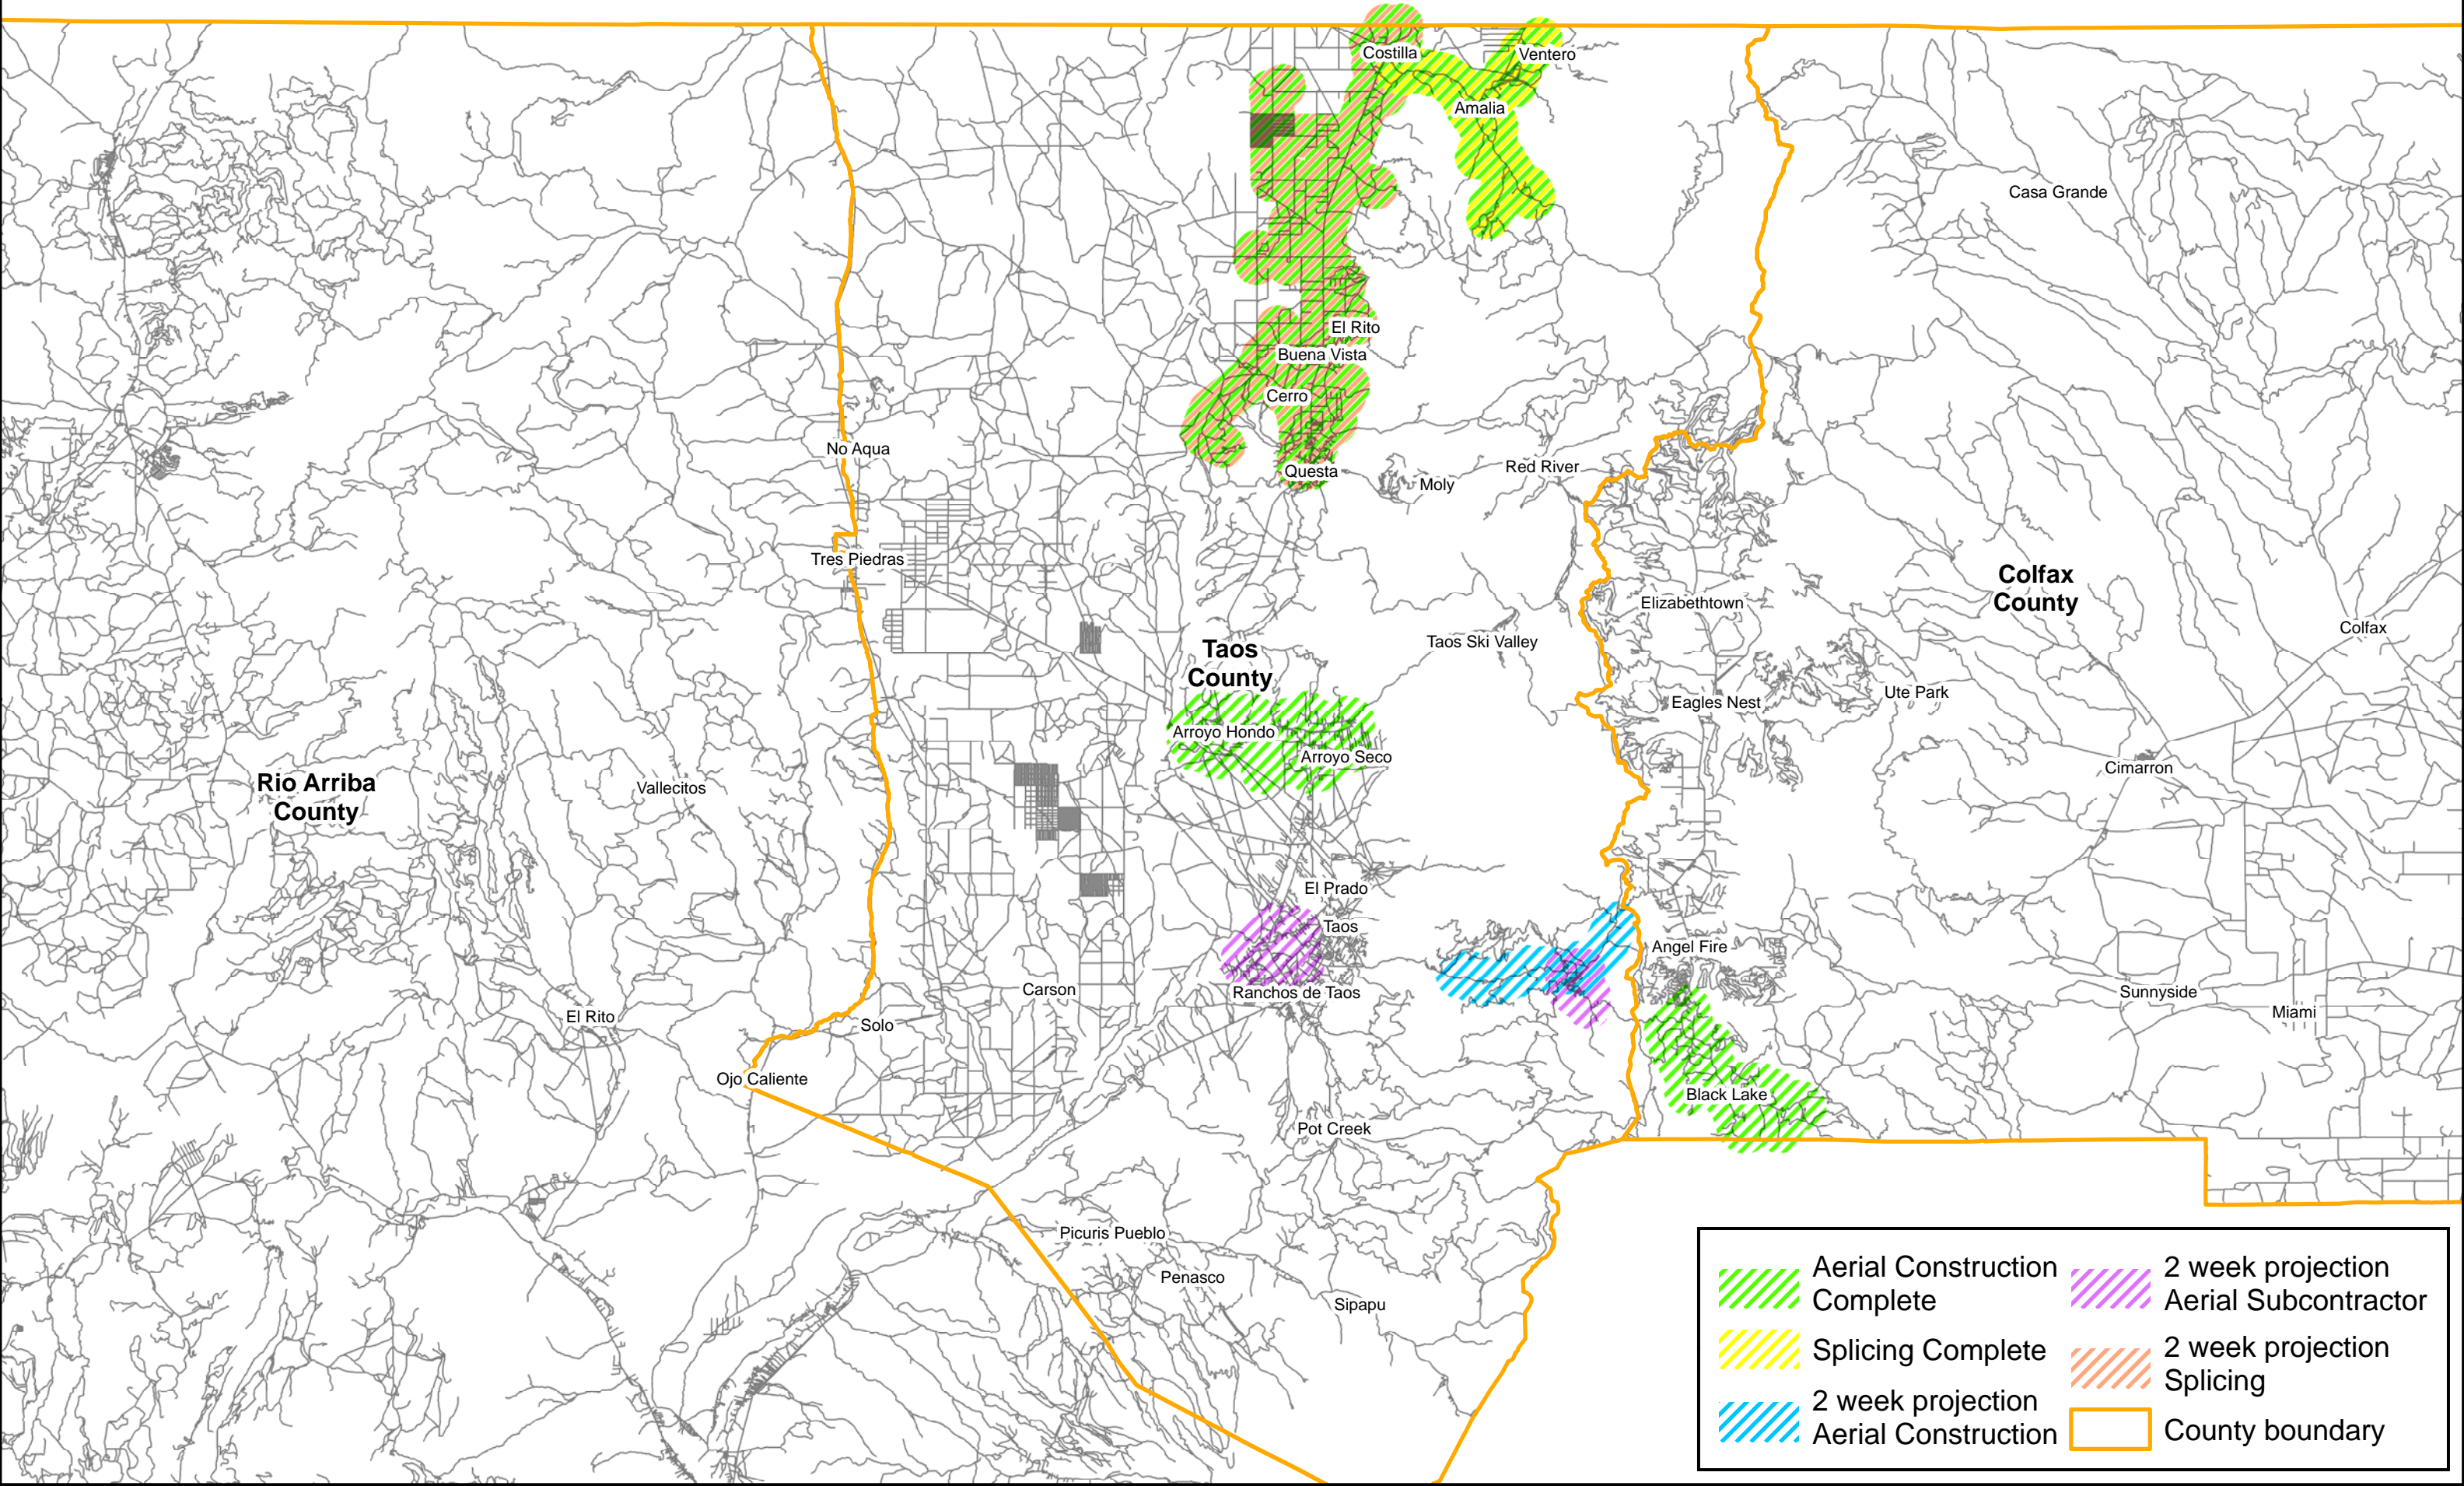 Costilla
Ventero
Amalia
Casa Grande
El Rito
Buena Vista
Cerro
No Aqua
Questa
Moly
Red River
Tres Piedras
Colfax
County
Elizabethtown
Colfax
Taos Ski Valley
Taos
County
Eagles Nest
Ute Park
Arroyo Hondo
Arroyo Seco
Cimarron
Rio Arriba
County
Vallecitos
El Prado
Taos
Angel Fire
Carson
Ranchos de Taos
Sunnyside
Miami
El Rito
Solo
Ojo Caliente
Black Lake
Pot Creek
Picuris Pueblo
Penasco
Sipapu
Aerial Construction
Complete
Splicing Complete
2 week projection
Aerial Construction
2 week projection
Aerial Subcontractor
2 week projection
Splicing
County boundary